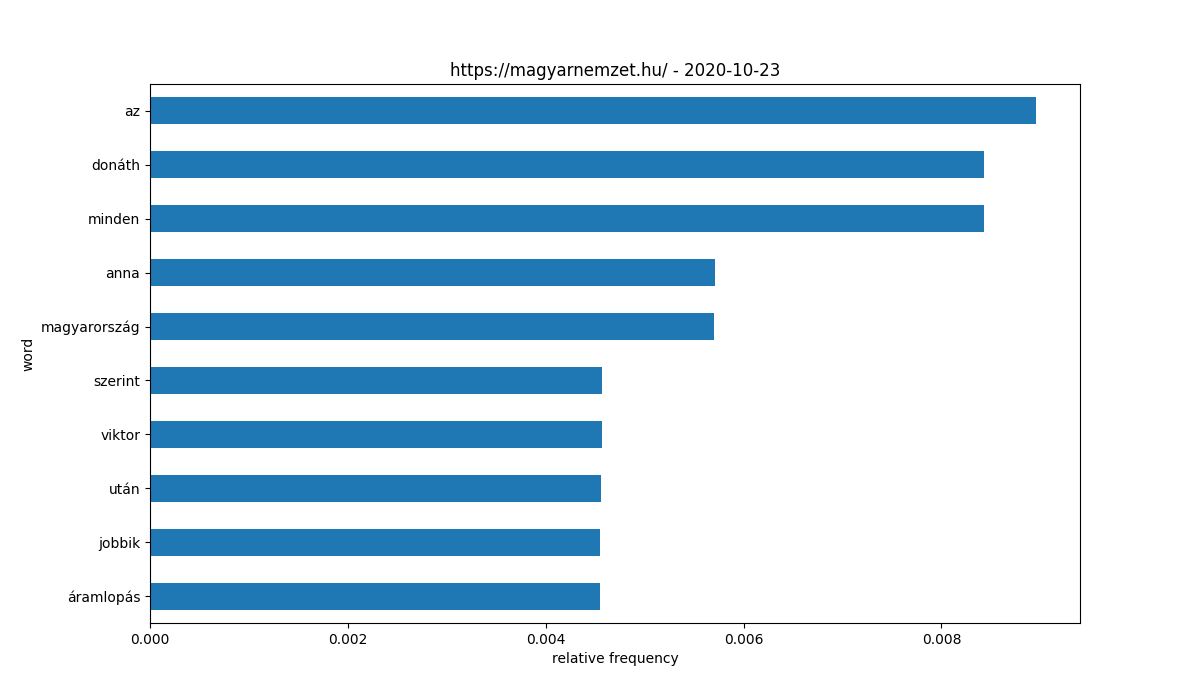 https://magyarnemzet.hu/ - 2020-10-23
az
donáth
minden
anna
magyarország
szerint
viktor
után
jobbik
áramlopás
word
0.000 0.002 0.004 0.006 0.008
relative frequency